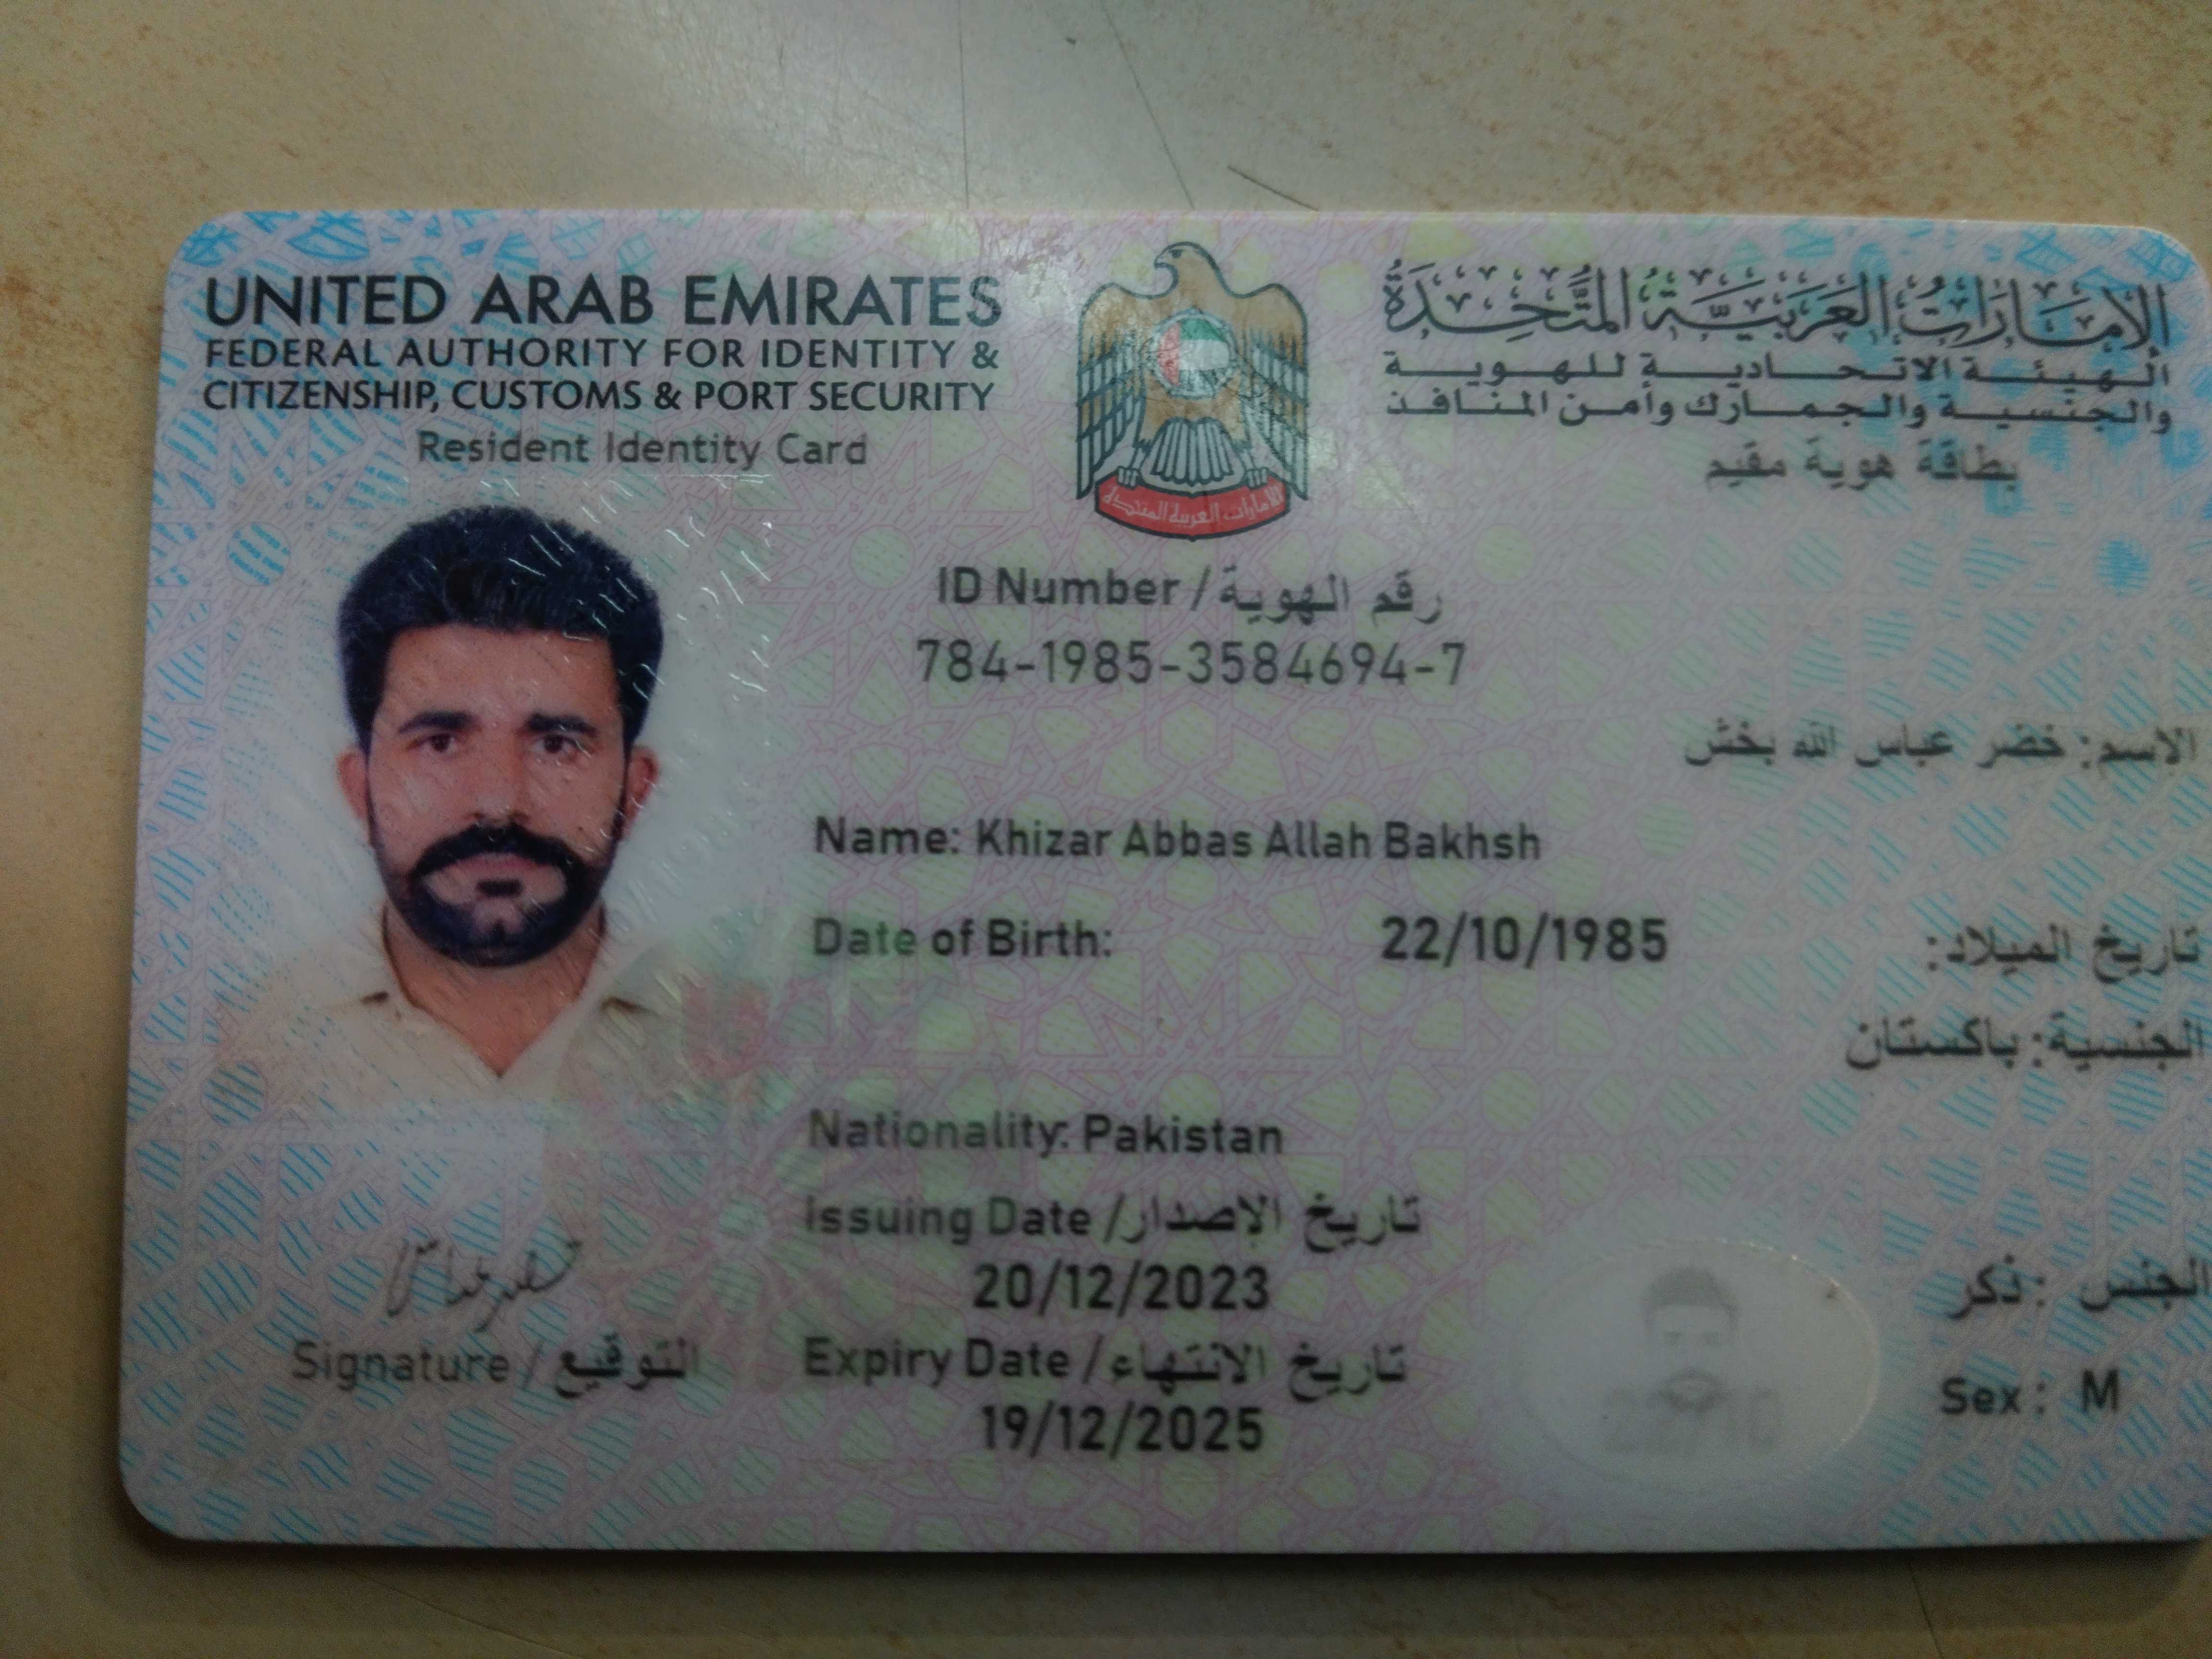 UNITED ARAB EMIRATES
FEDERAL AUTHORITY FOR IDENTITY &
CITIZENSHIP, CUSTOMS & PORT SECURITY
Resident Identity Card
الإمارات العربية المتحدة
الهيئة الاتحادية للهوية
والجنسية والجمارك وأمن المنافذ
بطاقة هوية مقيم
الامارات العربية المتحدة
ID Number / رقم الهوية
784-1985-3584694-7
الاسم: خضر عباس الله بخش
Name: Khizar Abbas Allah Bakhsh
Date of Birth: 22/10/1985 تاريخ الميلاد:
الجنسية: باكستان
Nationality: Pakistan
Issuing Date / تاريخ الإصدار
20/12/2023
Expiry Date / تاريخ الانتهاء
19/12/2025
Signature / التوقيع
الجنس : ذكر
Sex : M